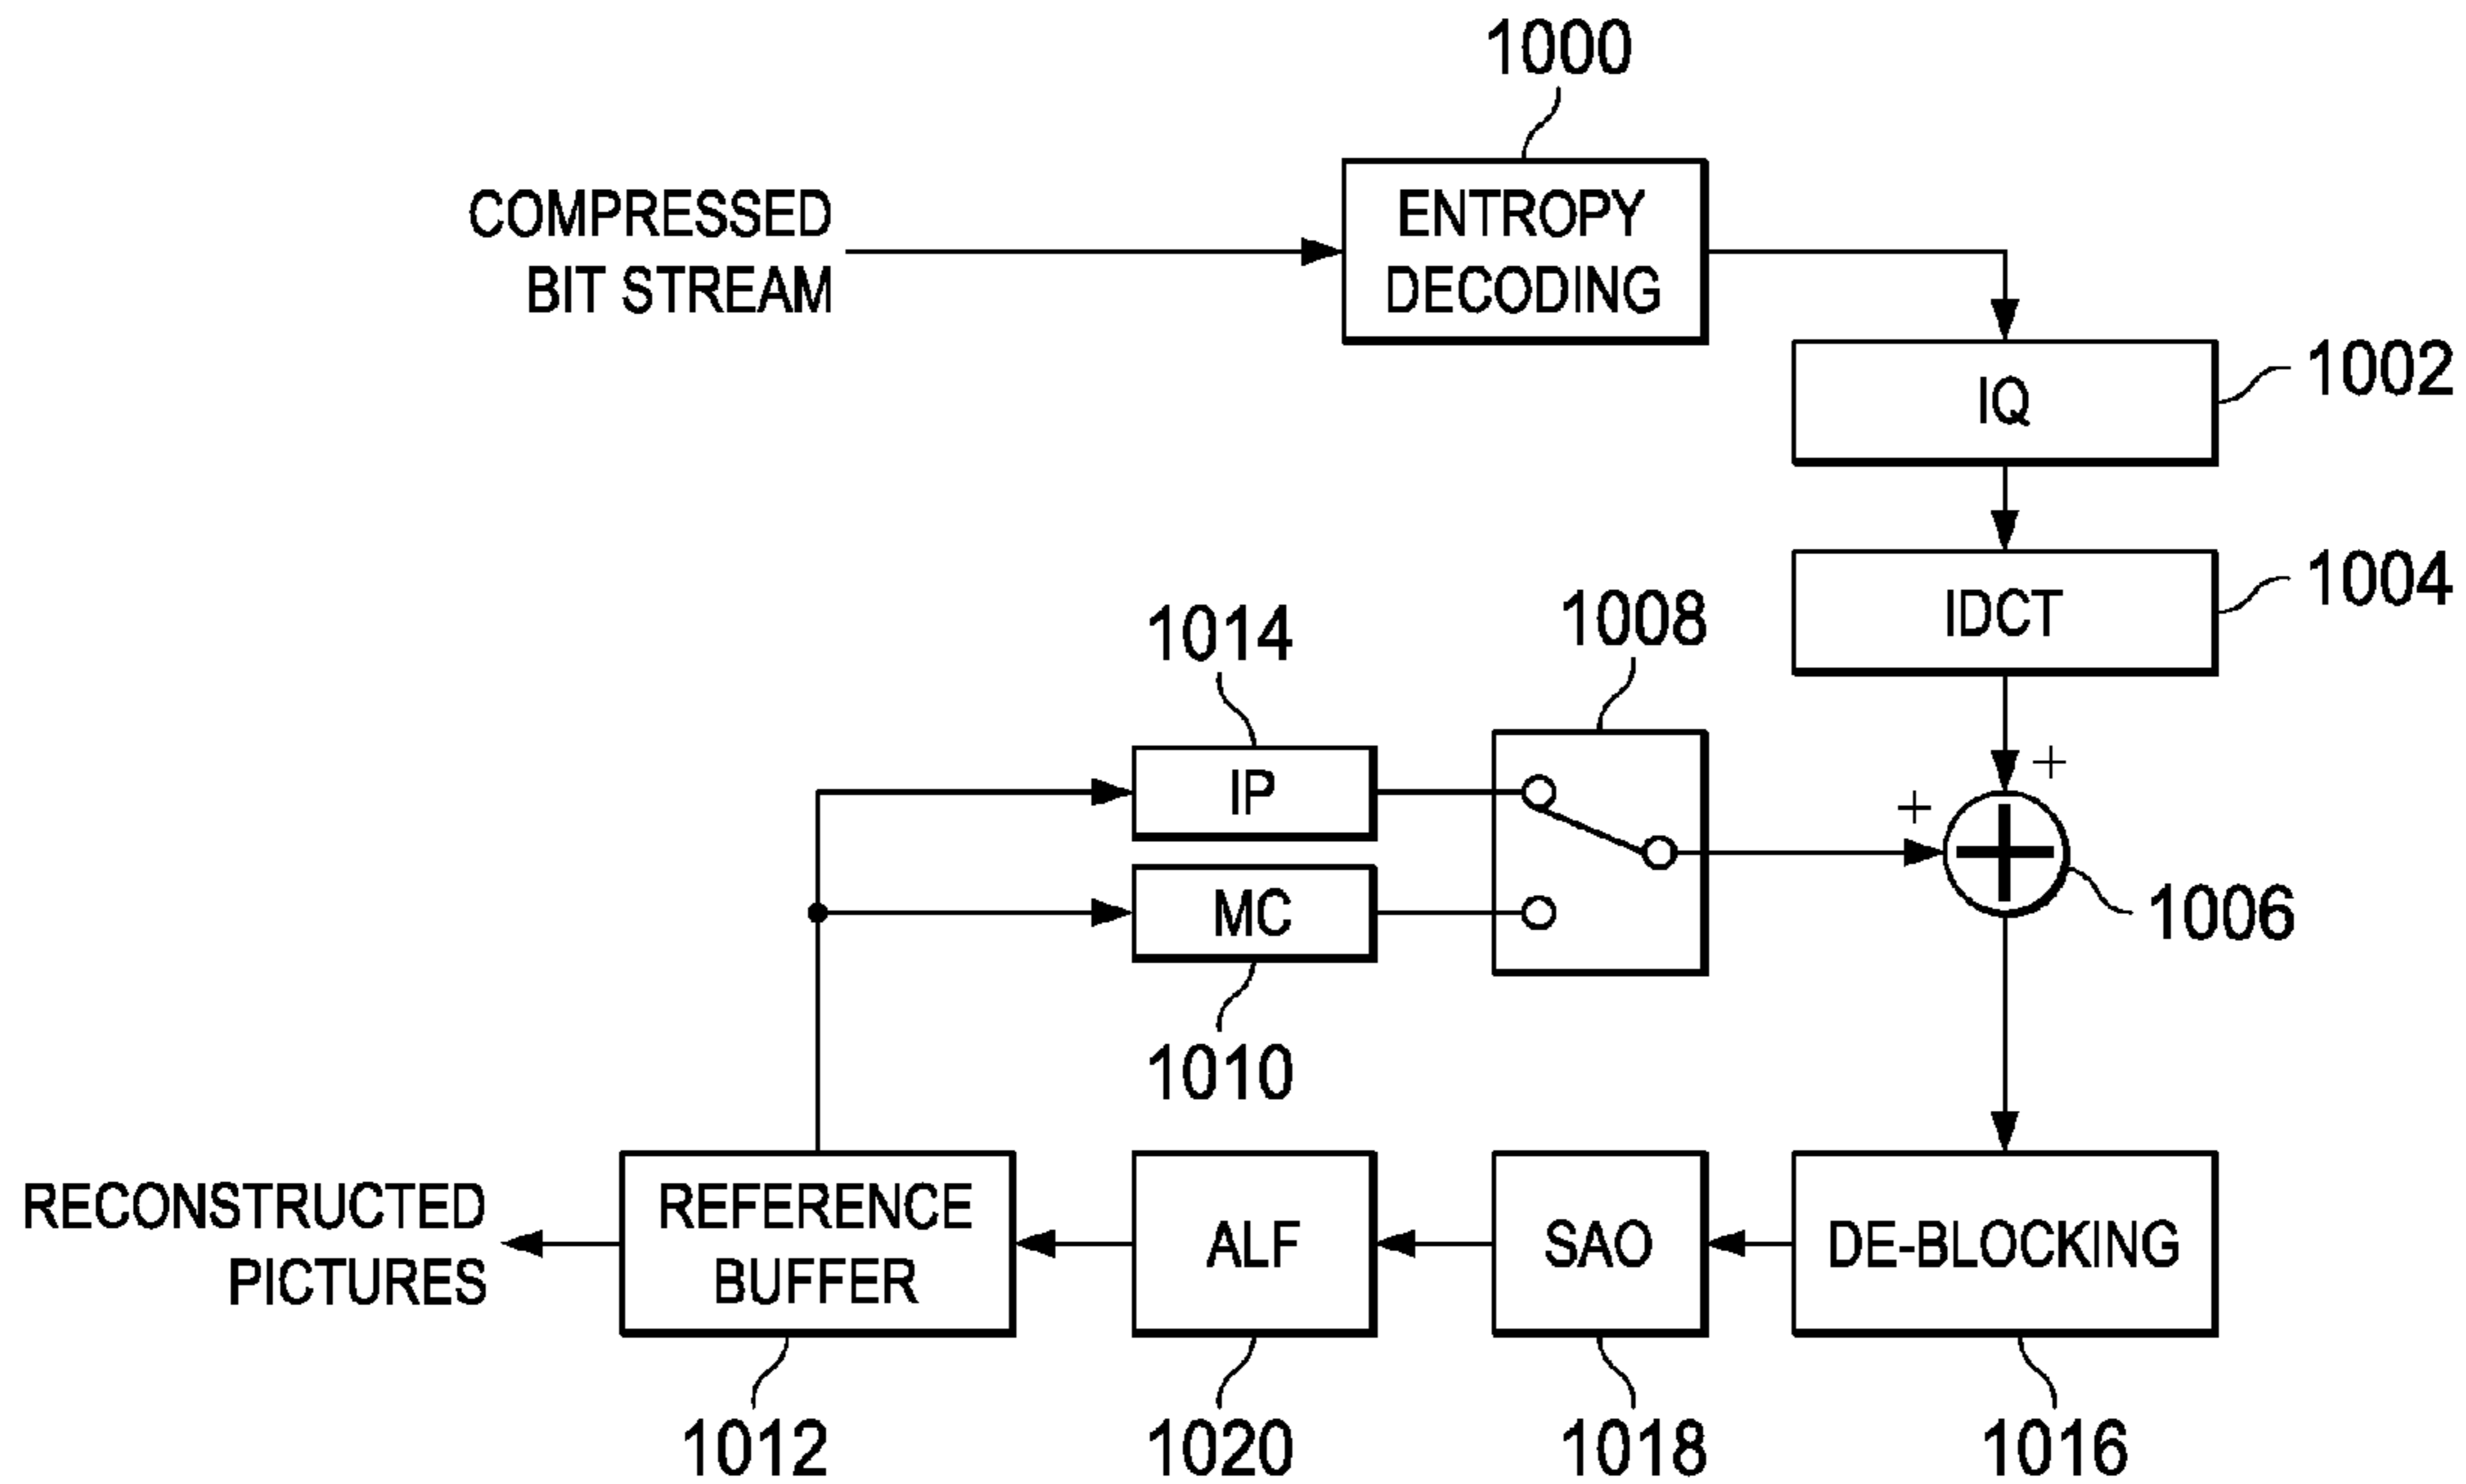 1000
COMPRESSED
BIT STREAM
ENTROPY
DECODING
IQ
1002
IDCT
1004
1014
1008
IP
+
+
MC
1006
1010
RECONSTRUCTED
PICTURES
REFERENCE
BUFFER
ALF
SAO
DE-BLOCKING
1012
1020
1018
1016